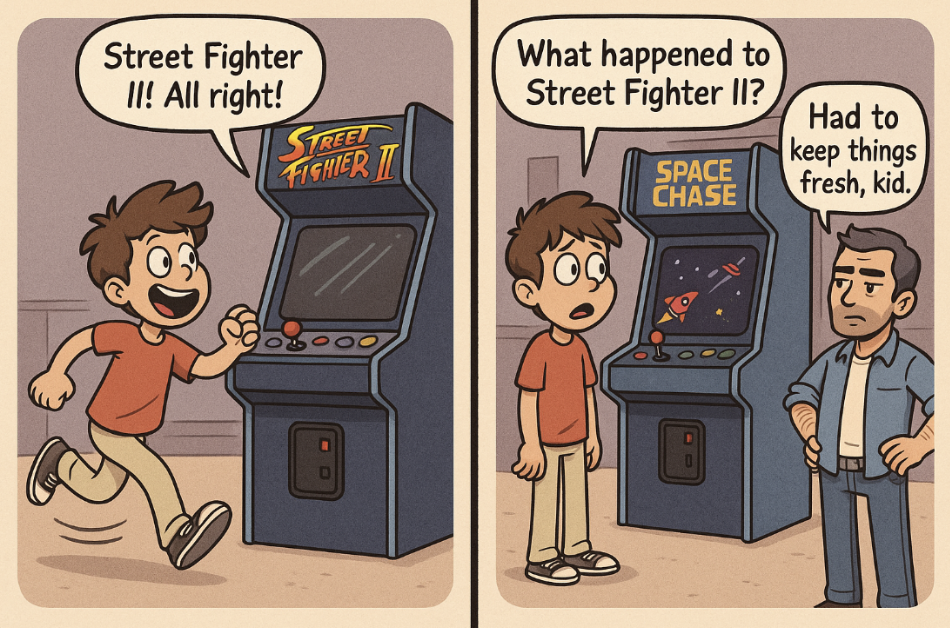 Street Fighter
II! All right!
STREET
FIGHTER II
What happened to
Street Fighter II?
Had to
keep things
fresh, kid.
SPACE
CHASE